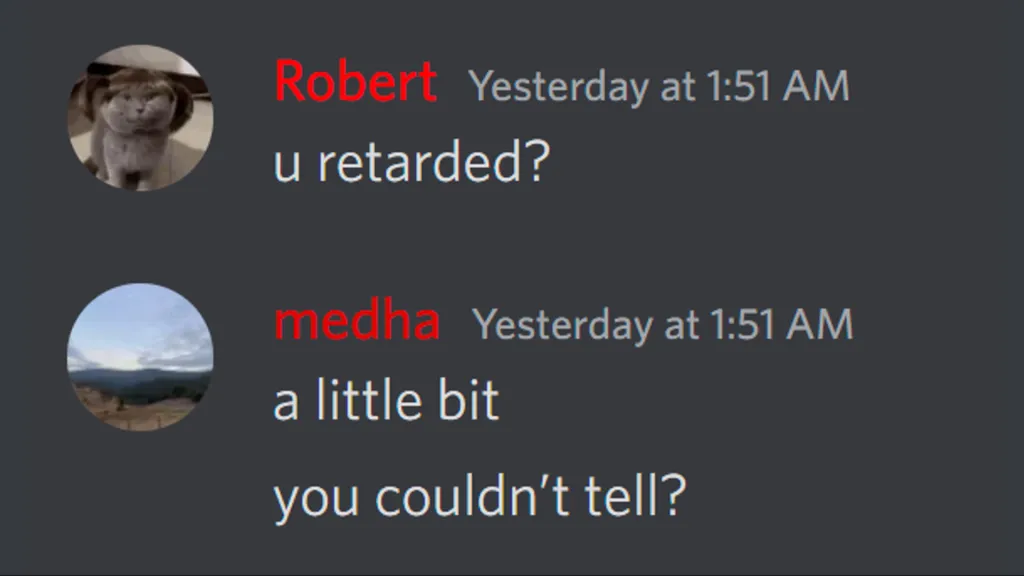 Robert Yesterday at 1:51 AM
u retarded?
medha Yesterday at 1:51 AM
a little bit
you couldn’t tell?